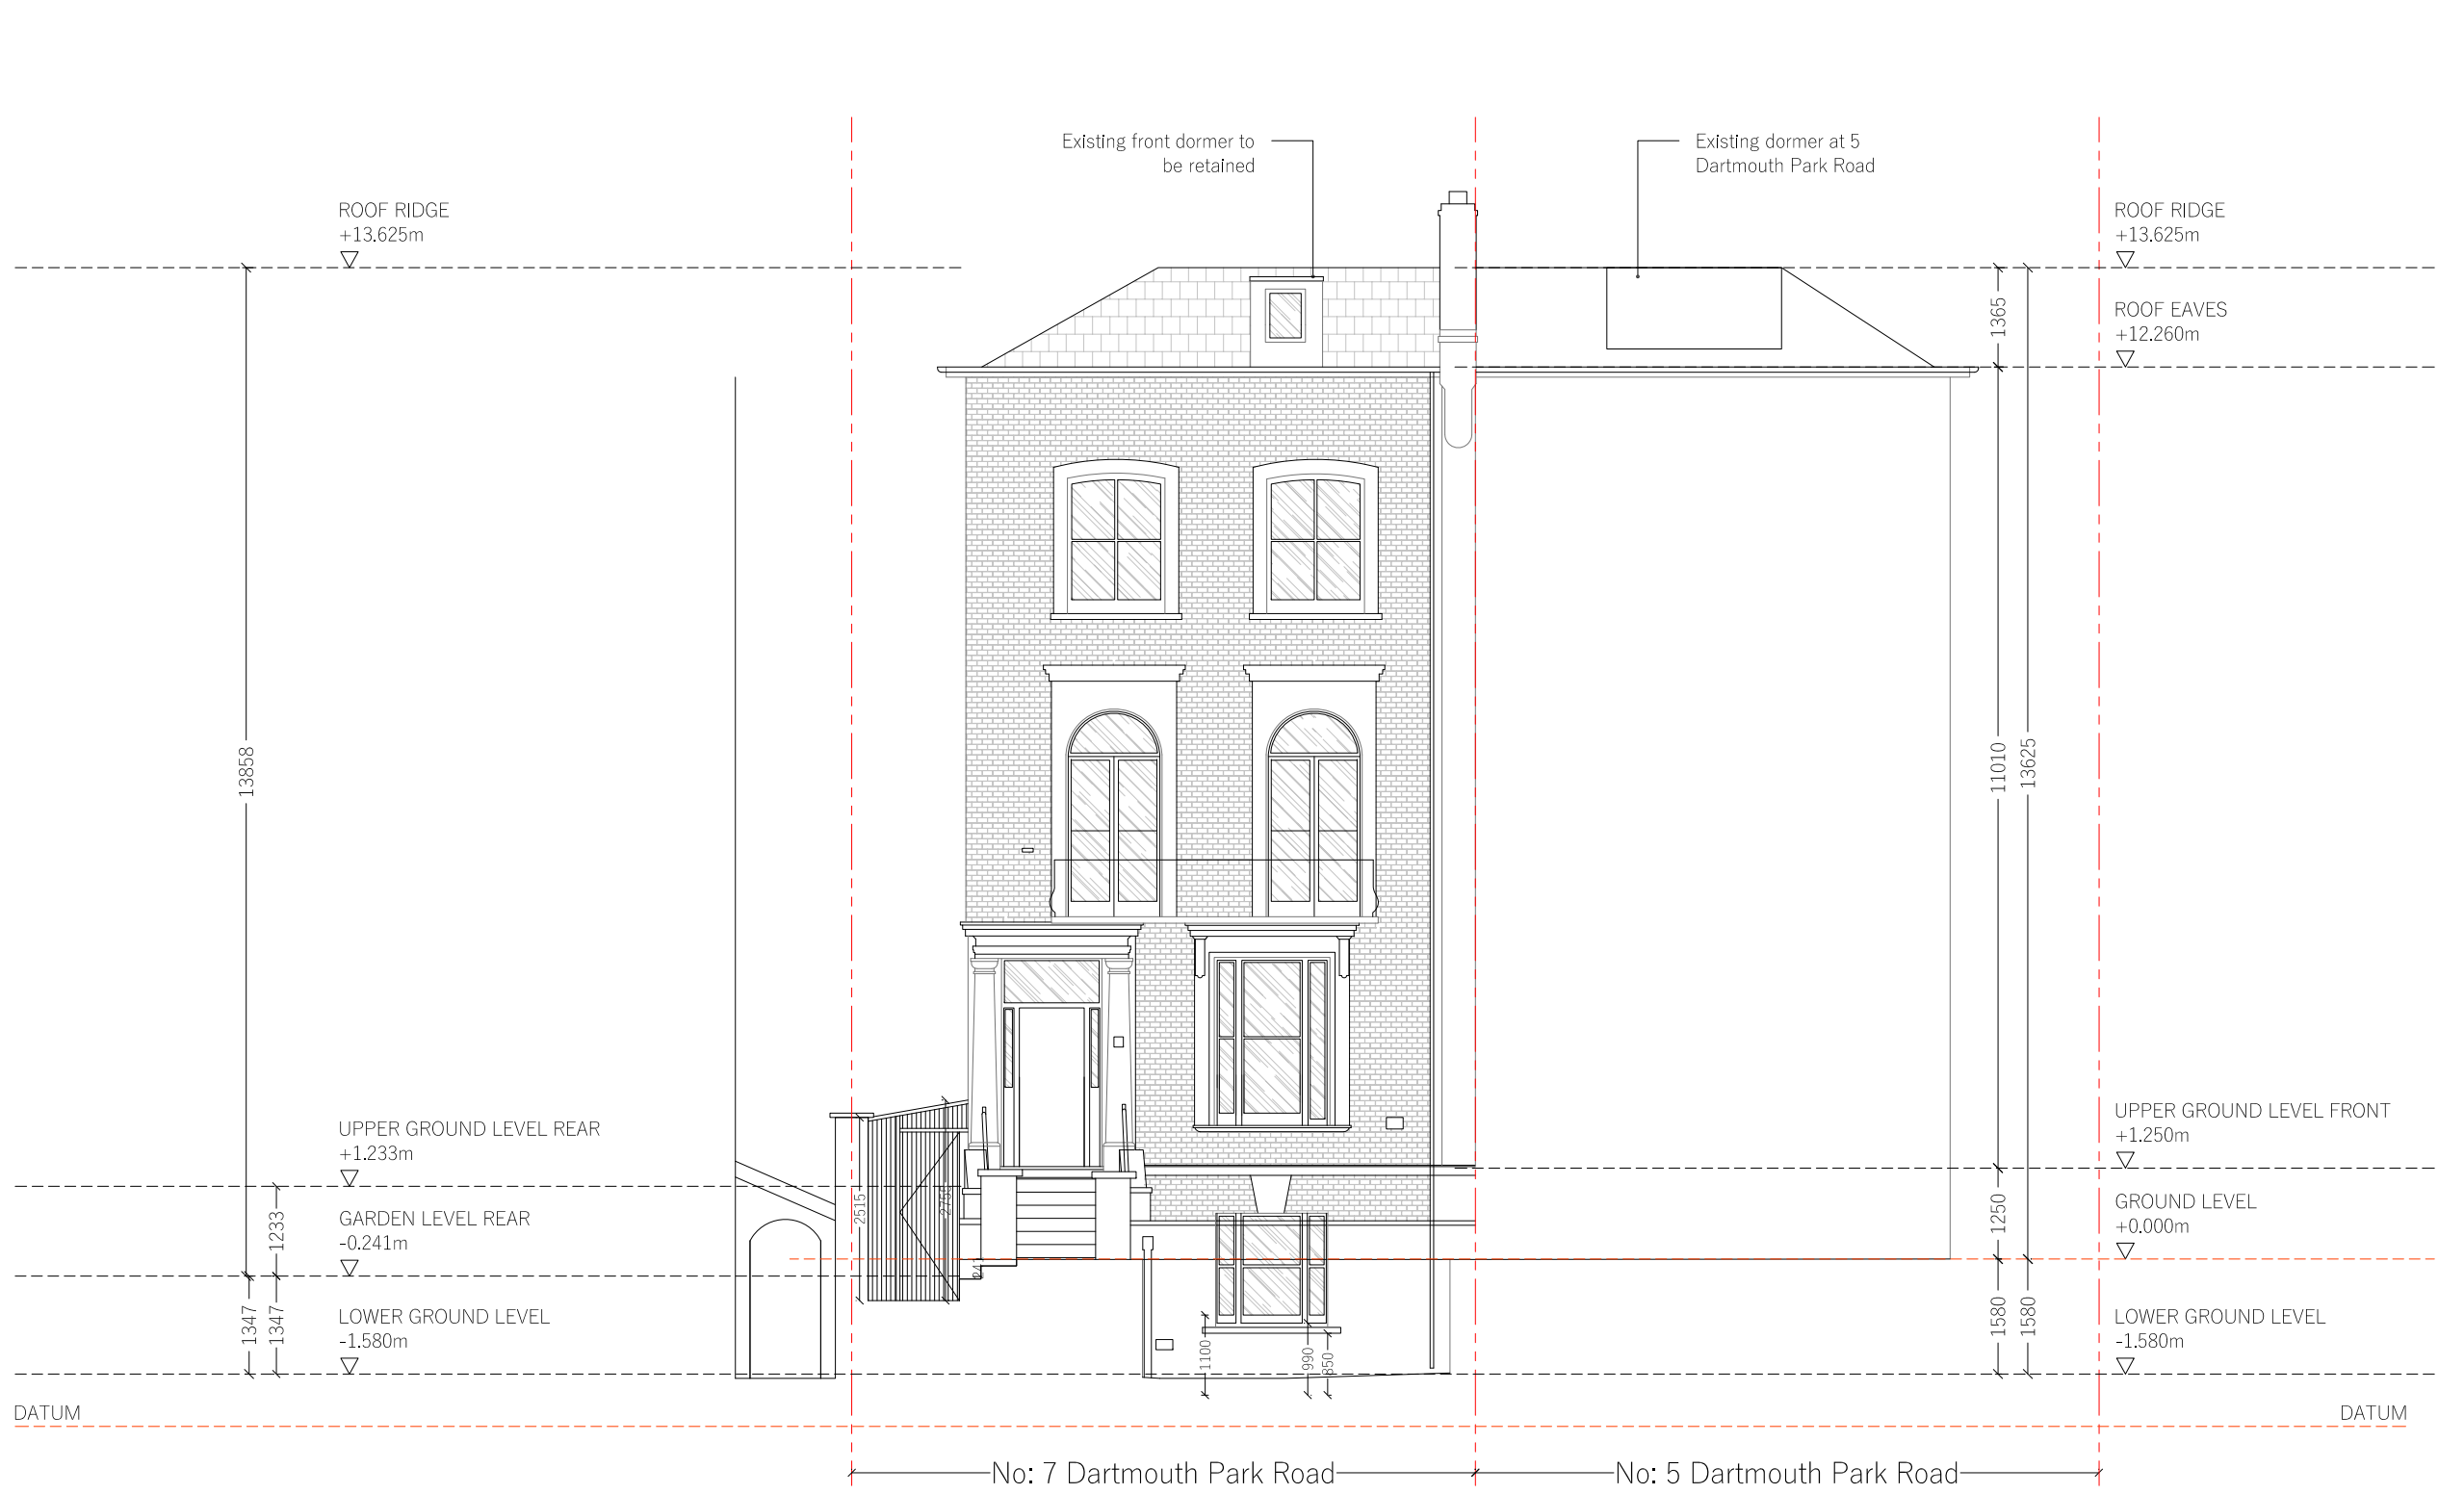 Existing front dormer to
be retained
Existing dormer at 5
Dartmouth Park Road
ROOF RIDGE
+13.625m
ROOF RIDGE
+13.625m
ROOF EAVES
+12.260m
1365
13858
11010
13625
UPPER GROUND LEVEL REAR
+1.233m
UPPER GROUND LEVEL FRONT
+1.250m
GARDEN LEVEL REAR
-0.241m
GROUND LEVEL
+0.000m
1233
2515
1250
LOWER GROUND LEVEL
-1.580m
LOWER GROUND LEVEL
-1.580m
1347
1347
1100
990
850
1580
1580
DATUM
DATUM
No: 7 Dartmouth Park Road
No: 5 Dartmouth Park Road